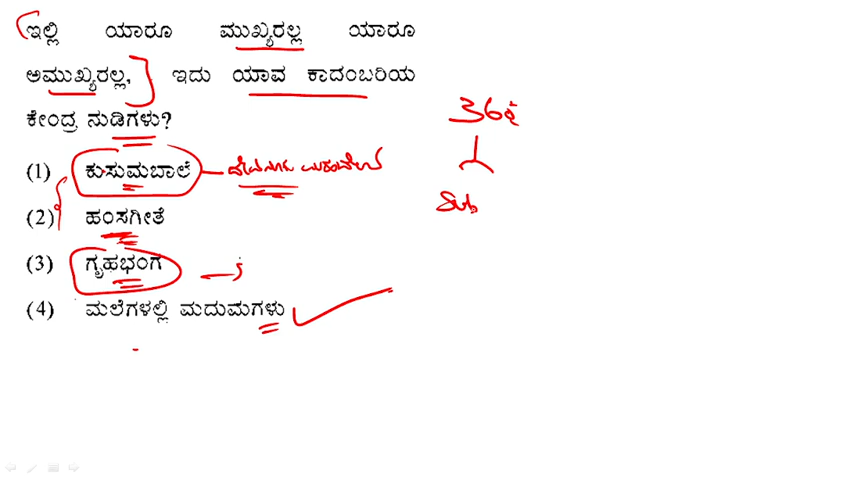 ಇಲ್ಲಿ ಯಾರೂ ಮುಖ್ಯರಲ್ಲ ಯಾರೂ
ಅಮುಖ್ಯರಲ್ಲ, ಇದು ಯಾವ ಕಾದಂಬರಿಯ
ಕೇಂದ್ರ ನುಡಿಗಳು?
(1) ಕುಸುಮಬಾಲೆ
(2) ಹಂಸಗೀತೆ
(3) ಗೃಹಭಂಗ
(4) ಮಲೆಗಳಲ್ಲಿ ಮದುಮಗಳು